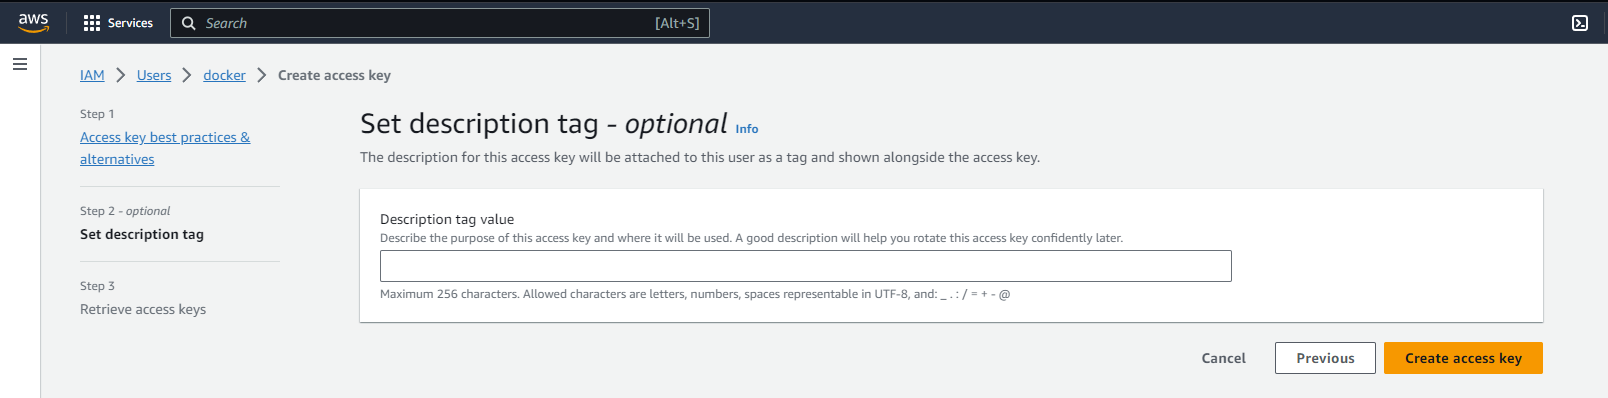 aws Services Search [Alt+S]
IAM > Users > docker > Create access key
Step 1
Access key best practices &
alternatives
Step 2 - optional
Set description tag
Step 3
Retrieve access keys
Set description tag - optional Info
The description for this access key will be attached to this user as a tag and shown alongside the access key.
Description tag value
Describe the purpose of this access key and where it will be used. A good description will help you rotate this access key confidently later.
Maximum 256 characters. Allowed characters are letters, numbers, spaces representable in UTF-8, and: _ . : / = + - @
Cancel Previous Create access key